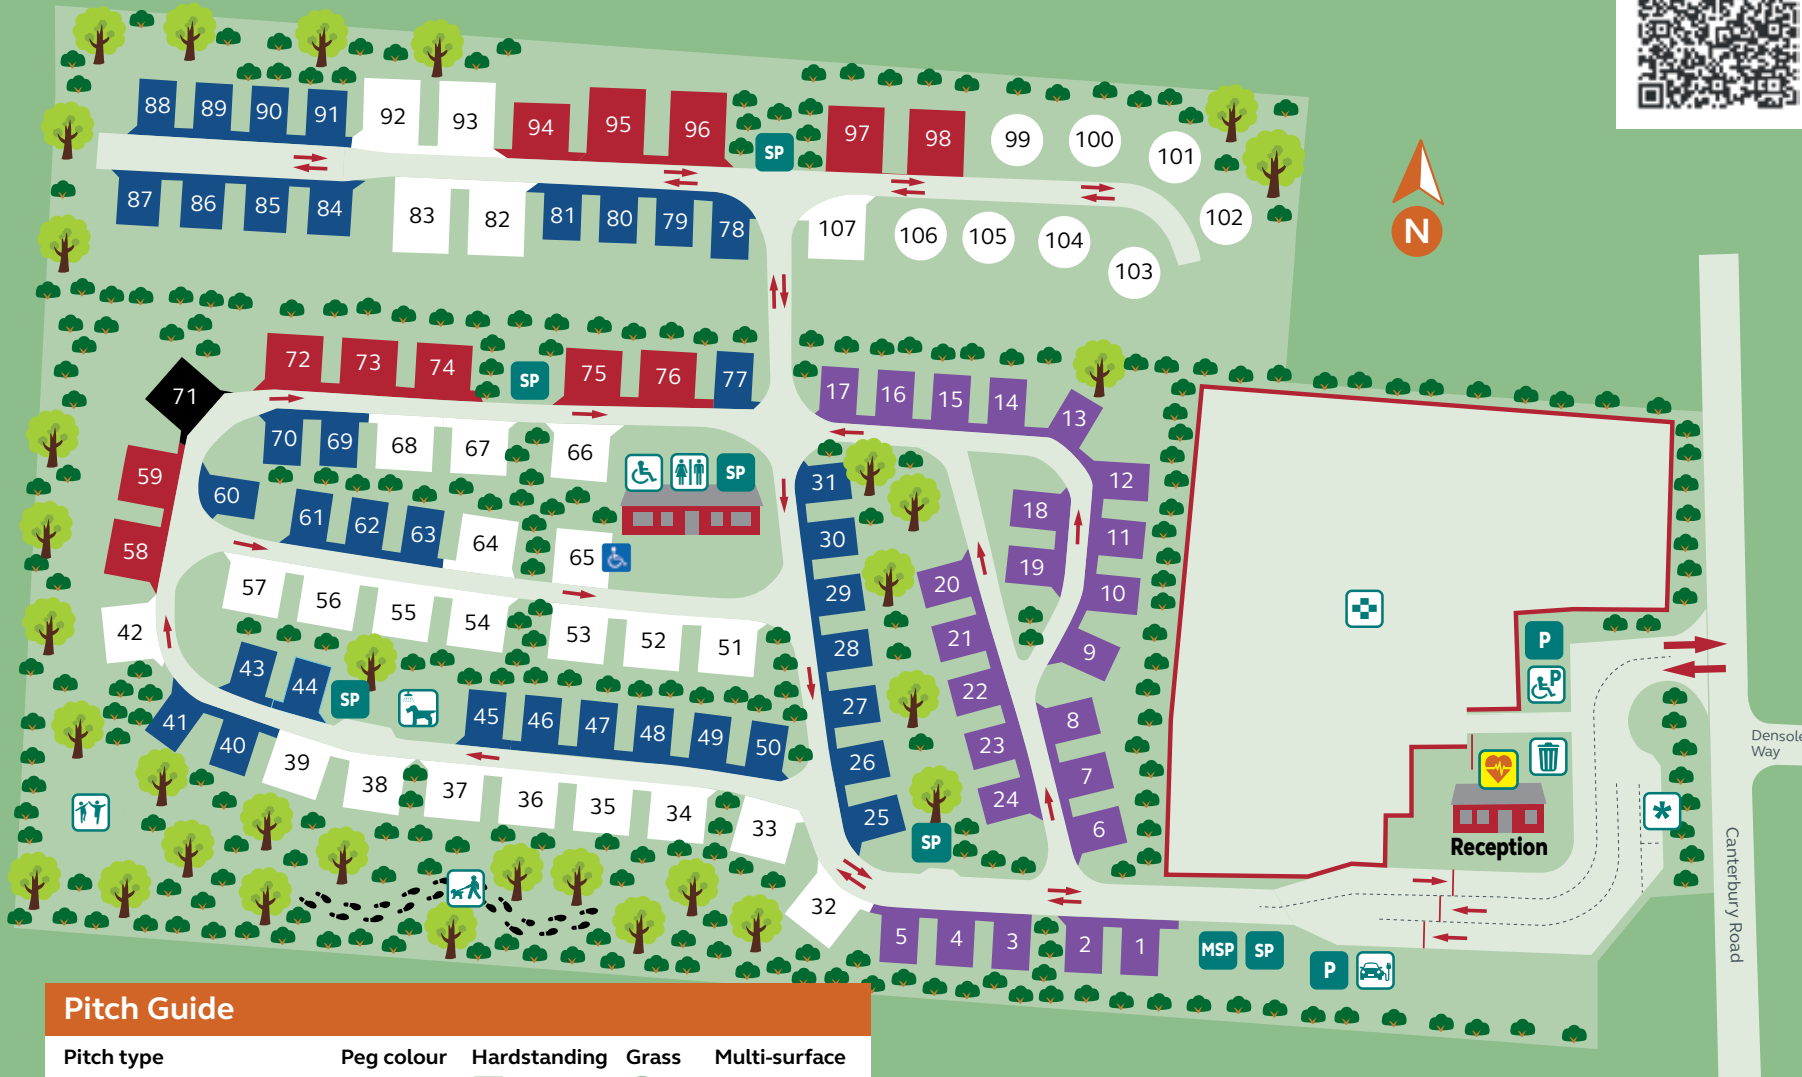 88 89 90 91 92 93 94 95 96 SP 97 98 99 100 101
87 86 85 84 83 82 81 80 79 78 107 106 105 104 103 102
N
71 72 73 74 SP 75 76 77 17 16 15 14 13
70 69 68 67 66 SP
59 60 61 62 63 64 65
58 57 56 55 54 53 52 51
31 30 29 28 27 26 25 SP
12 11 10 9 18 19
20 21 22 23 24
8 7 6
42 43 44 SP 45 46 47 48 49 50
41 40 39 38 37 36 35 34 33
32 5 4 3 2 1
MSP SP P
P
P
Reception
*
Densole
Way
Canterbury Road
Pitch Guide
Pitch type Peg colour Hardstanding Grass Multi-surface